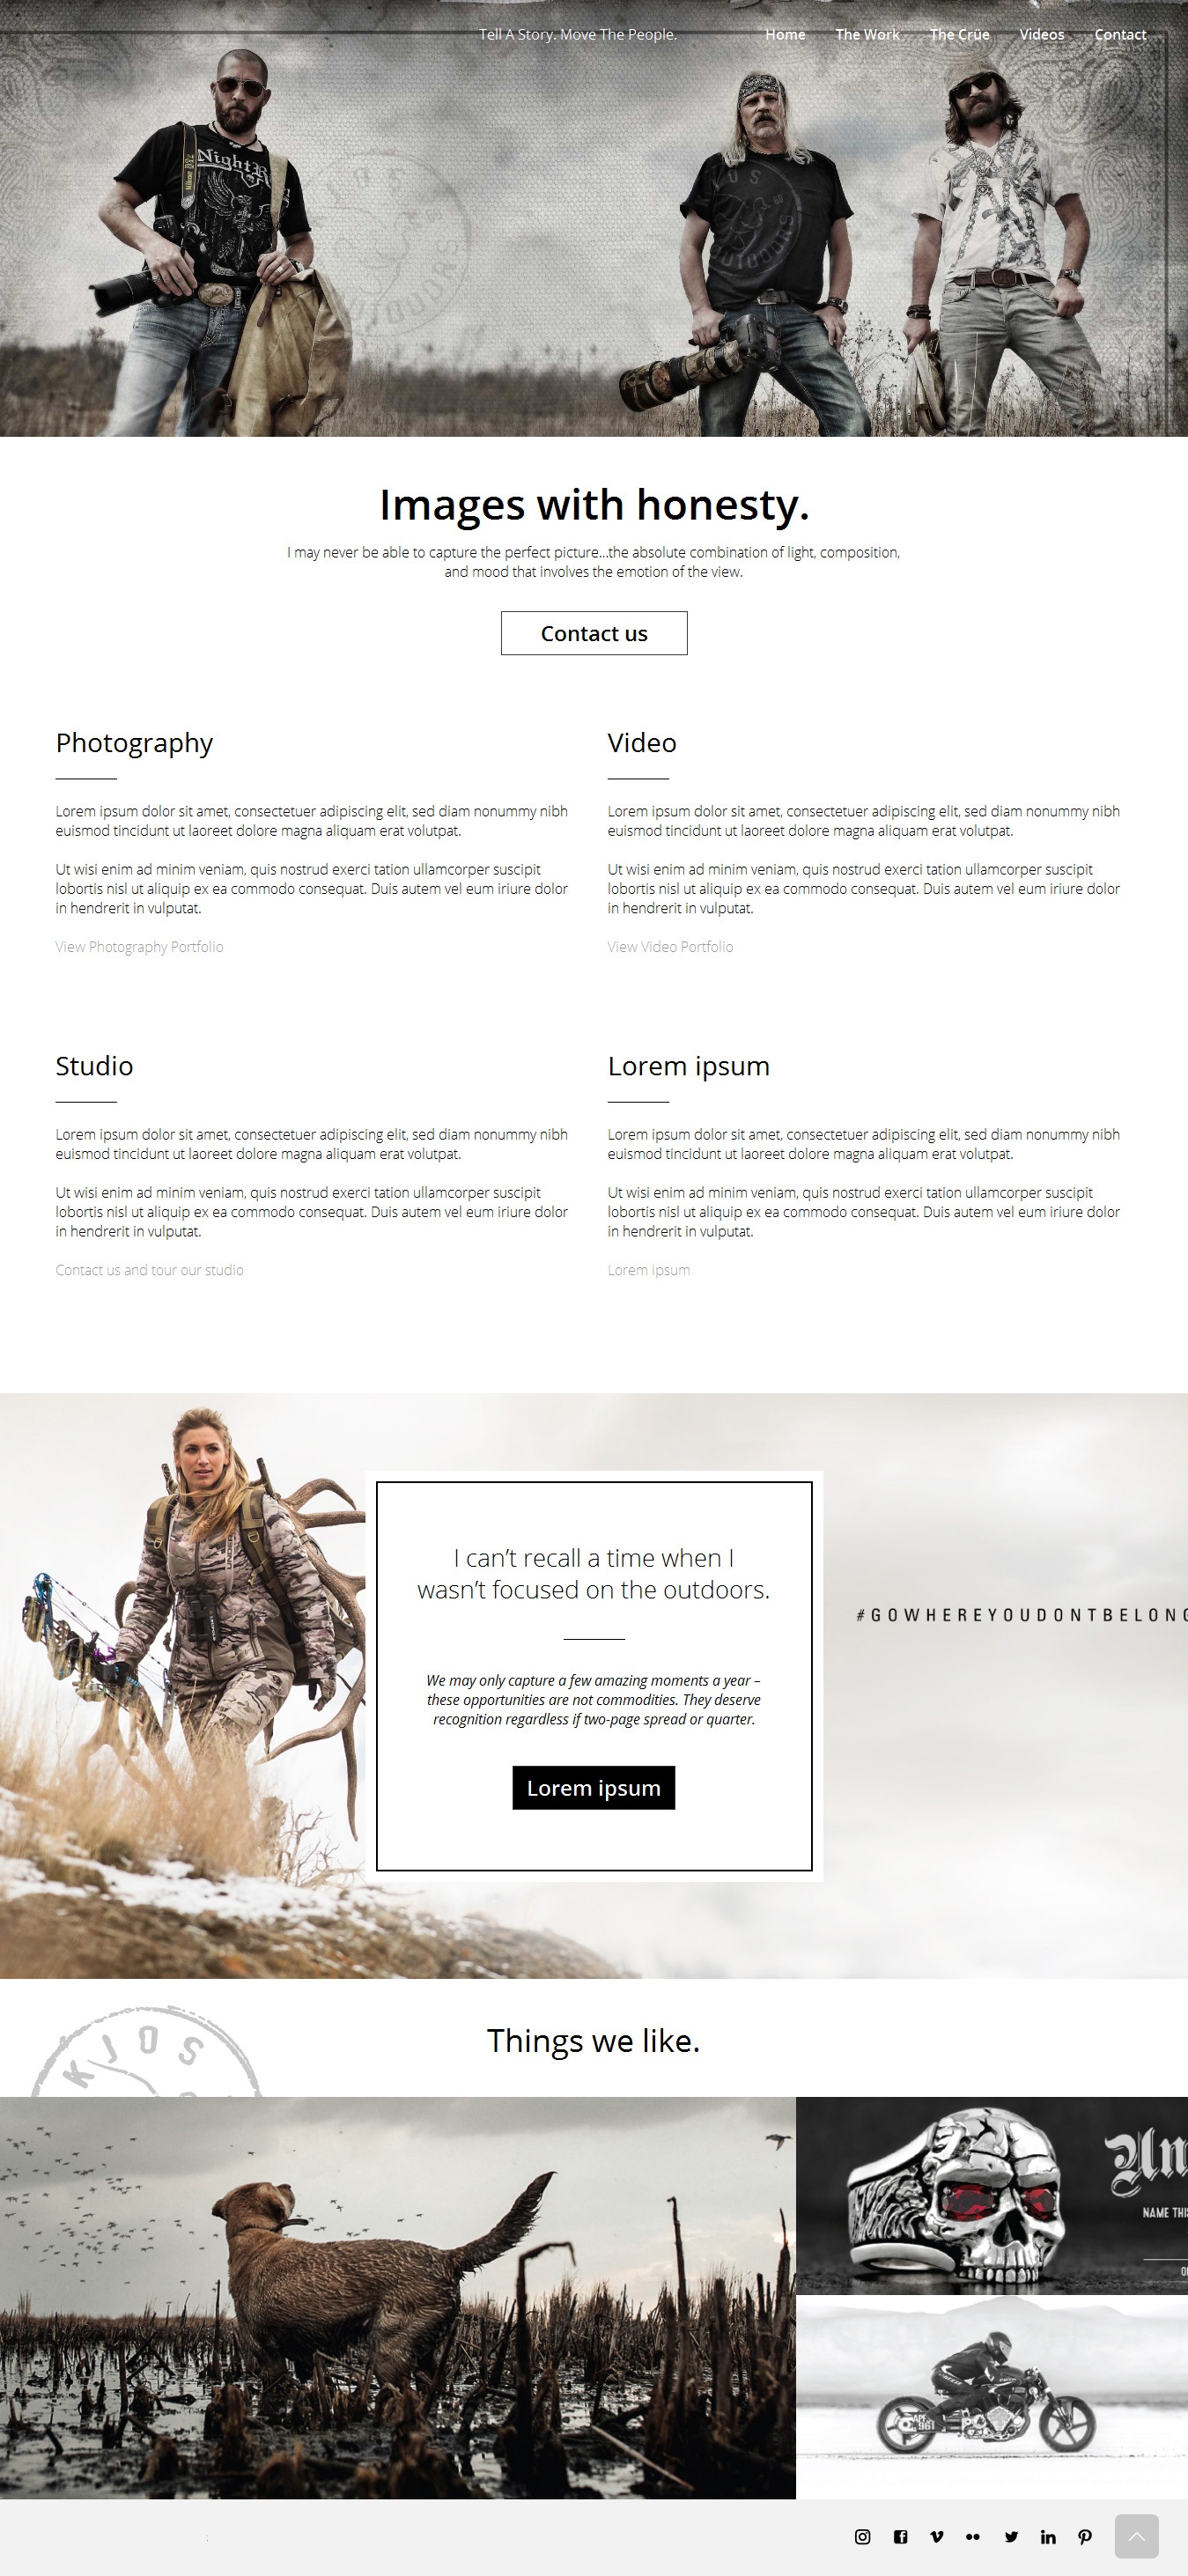 Tell A Story. Move The People.
Home The Work The Crüe Videos Contact
KJOS
OUTDOORS
Images with honesty.
I may never be able to capture the perfect picture...the absolute combination of light, composition,
and mood that involves the emotion of the view.
Contact us
Photography
Lorem ipsum dolor sit amet, consectetuer adipiscing elit, sed diam nonummy nibh
euismod tincidunt ut laoreet dolore magna aliquam erat volutpat.
Ut wisi enim ad minim veniam, quis nostrud exerci tation ullamcorper suscipit
lobortis nisl ut aliquip ex ea commodo consequat. Duis autem vel eum iriure dolor
in hendrerit in vulputat.
View Photography Portfolio
Video
Lorem ipsum dolor sit amet, consectetuer adipiscing elit, sed diam nonummy nibh
euismod tincidunt ut laoreet dolore magna aliquam erat volutpat.
Ut wisi enim ad minim veniam, quis nostrud exerci tation ullamcorper suscipit
lobortis nisl ut aliquip ex ea commodo consequat. Duis autem vel eum iriure dolor
in hendrerit in vulputat.
View Video Portfolio
Studio
Lorem ipsum dolor sit amet, consectetuer adipiscing elit, sed diam nonummy nibh
euismod tincidunt ut laoreet dolore magna aliquam erat volutpat.
Ut wisi enim ad minim veniam, quis nostrud exerci tation ullamcorper suscipit
lobortis nisl ut aliquip ex ea commodo consequat. Duis autem vel eum iriure dolor
in hendrerit in vulputat.
Contact us and tour our studio
Lorem ipsum
Lorem ipsum dolor sit amet, consectetuer adipiscing elit, sed diam nonummy nibh
euismod tincidunt ut laoreet dolore magna aliquam erat volutpat.
Ut wisi enim ad minim veniam, quis nostrud exerci tation ullamcorper suscipit
lobortis nisl ut aliquip ex ea commodo consequat. Duis autem vel eum iriure dolor
in hendrerit in vulputat.
Lorem Ipsum
I can't recall a time when I
wasn't focused on the outdoors.
#GOWHEREYOUDONTBELONG
We may only capture a few amazing moments a year –
these opportunities are not commodities. They deserve
recognition regardless if two-page spread or quarter.
Lorem ipsum
KJOS
Things we like.
NAME THIS